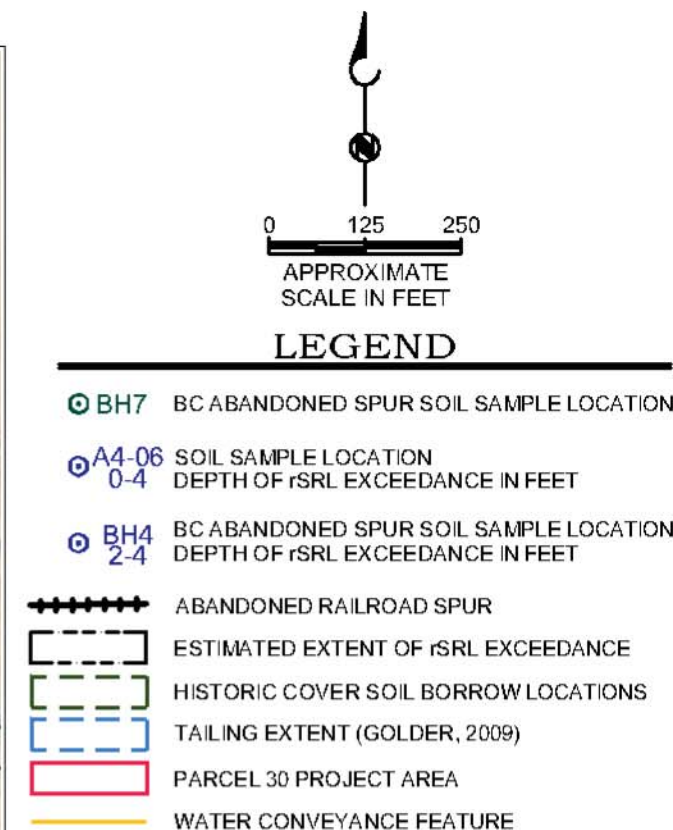 N
0 125 250
APPROXIMATE
SCALE IN FEET
LEGEND
BH7 BC ABANDONED SPUR SOIL SAMPLE LOCATION
A4-06 SOIL SAMPLE LOCATION
0-4 DEPTH OF rSRL EXCEEDANCE IN FEET
BH4 BC ABANDONED SPUR SOIL SAMPLE LOCATION
2-4 DEPTH OF rSRL EXCEEDANCE IN FEET
ABANDONED RAILROAD SPUR
ESTIMATED EXTENT OF rSRL EXCEEDANCE
HISTORIC COVER SOIL BORROW LOCATIONS
TAILING EXTENT (GOLDER, 2009)
PARCEL 30 PROJECT AREA
WATER CONVEYANCE FEATURE